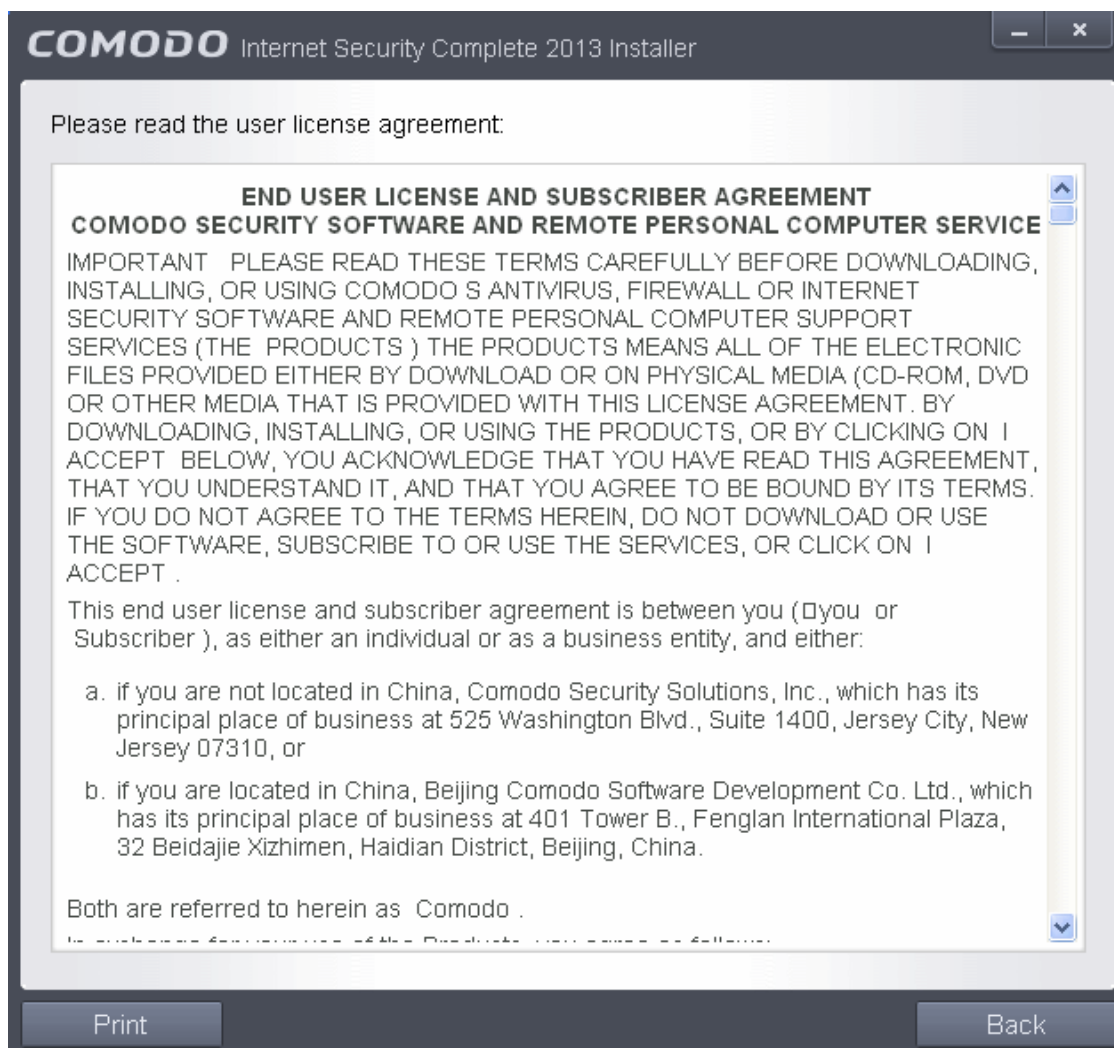 COMODO Internet Security Complete 2013 Installer
Please read the user license agreement:
END USER LICENSE AND SUBSCRIBER AGREEMENT
COMODO SECURITY SOFTWARE AND REMOTE PERSONAL COMPUTER SERVICE
IMPORTANT   PLEASE READ THESE TERMS CAREFULLY BEFORE DOWNLOADING,
INSTALLING, OR USING COMODO S ANTIVIRUS, FIREWALL OR INTERNET
SECURITY SOFTWARE AND REMOTE PERSONAL COMPUTER SUPPORT
SERVICES (THE  PRODUCTS ) THE PRODUCTS MEANS ALL OF THE ELECTRONIC
FILES PROVIDED EITHER BY DOWNLOAD OR ON PHYSICAL MEDIA (CD-ROM, DVD
OR OTHER MEDIA THAT IS PROVIDED WITH THIS LICENSE AGREEMENT. BY
DOWNLOADING, INSTALLING, OR USING THE PRODUCTS, OR BY CLICKING ON  I
ACCEPT  BELOW, YOU ACKNOWLEDGE THAT YOU HAVE READ THIS AGREEMENT,
THAT YOU UNDERSTAND IT, AND THAT YOU AGREE TO BE BOUND BY ITS TERMS.
IF YOU DO NOT AGREE TO THE TERMS HEREIN, DO NOT DOWNLOAD OR USE
THE SOFTWARE, SUBSCRIBE TO OR USE THE SERVICES, OR CLICK ON  I
ACCEPT .
This end user license and subscriber agreement is between you (□you  or
Subscriber ), as either an individual or as a business entity, and either:
a. if you are not located in China, Comodo Security Solutions, Inc., which has its
principal place of business at 525 Washington Blvd., Suite 1400, Jersey City, New
Jersey 07310, or
b. if you are located in China, Beijing Comodo Software Development Co. Ltd., which
has its principal place of business at 401 Tower B., Fenglan International Plaza,
32 Beidajie Xizhimen, Haidian District, Beijing, China.
Both are referred to herein as  Comodo .
In exchange for your use of the Products, you agree as follows:
Print
Back